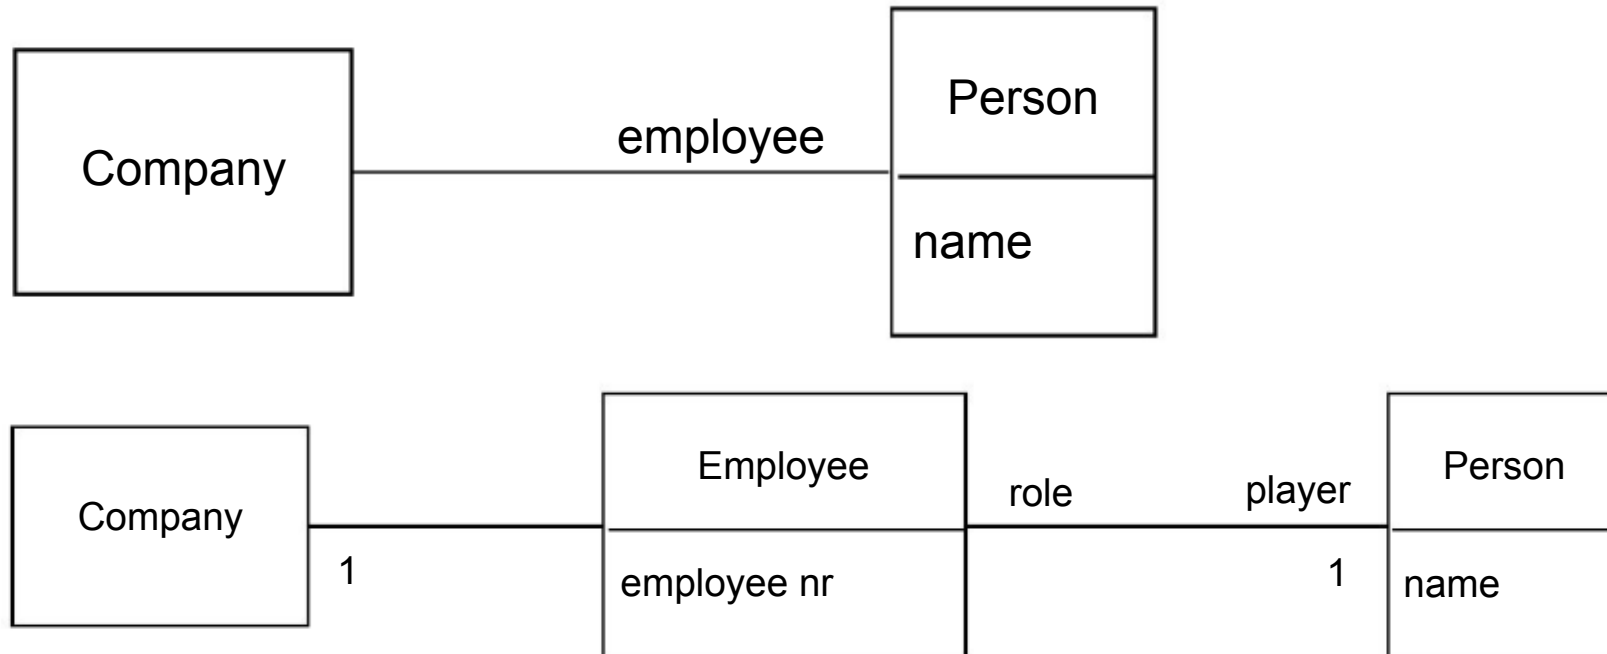 Company
employee
Person
name
Company
1
Employee
employee nr
role
player
1
Person
name